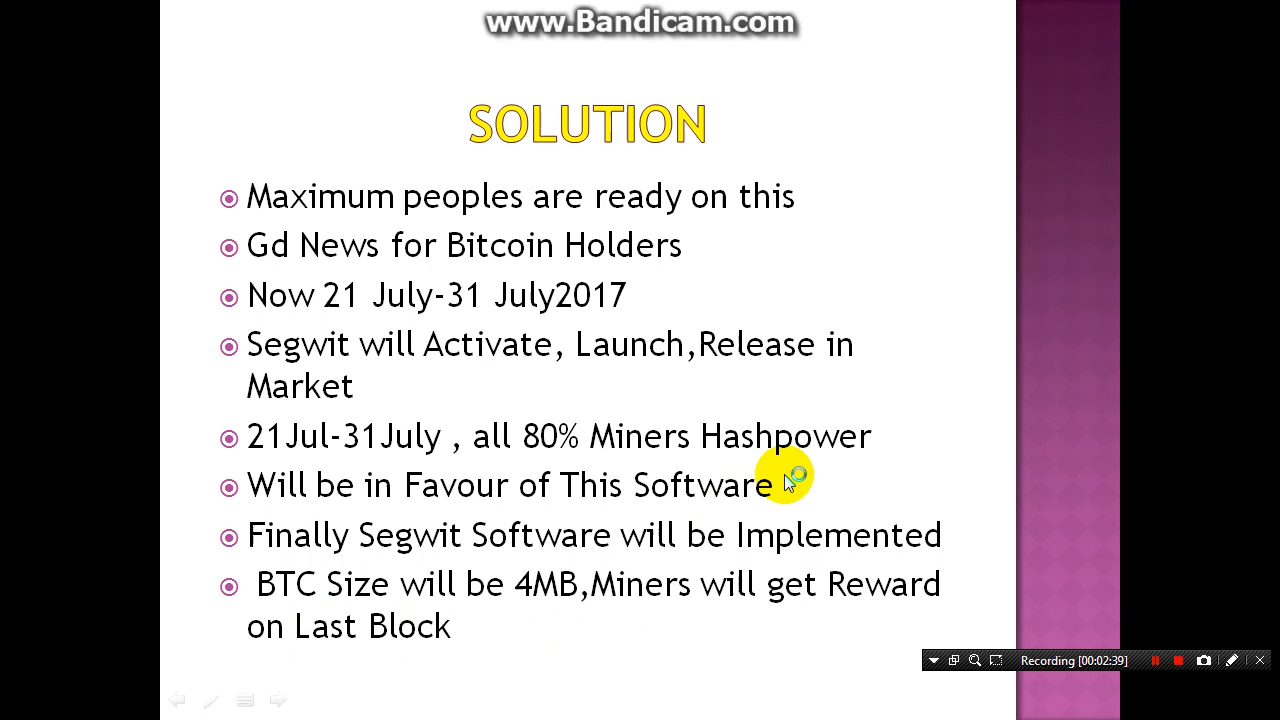 www.Bandicam.com
SOLUTION
Maximum peoples are ready on this
Gd News for Bitcoin Holders
Now 21 July-31 July2017
Segwit will Activate, Launch,Release in
Market
21Jul-31July , all 80% Miners Hashpower
Will be in Favour of This Software
Finally Segwit Software will be Implemented
BTC Size will be 4MB,Miners will get Reward
on Last Block
Recording [00:02:39]